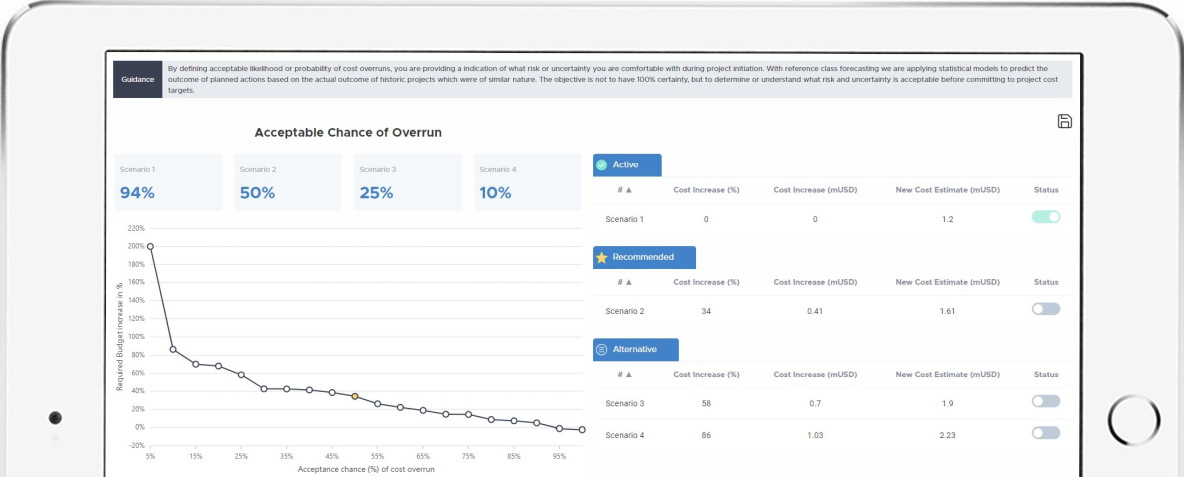 Guidance
By defining acceptable likelihood or probability of cost overruns, you are providing a indication of what risk or uncertainty you are comfortable with during project initiation. With reference class forecasting we are applying statistical models to predict the
outcome of planned actions based on the actual outcome of historic projects which were of similar nature. The objective is not to have 100% certainty, but to determine or understand what risk and uncertainty is acceptable before committing to project cost
targets.
Acceptable Chance of Overrun
Scenario 1 Scenario 2 Scenario 3 Scenario 4
94% 50% 25% 10%
220%
200%
180%
160%
140%
120%
100%
80%
60%
40%
20%
0%
-20%
Required Budget increase in %
5% 15% 25% 35% 45% 55% 65% 75% 85% 95%
Acceptance chance (%) of cost overrun
Active
# ▲ Cost Increase (%) Cost Increase (mUSD) New Cost Estimate (mUSD) Status
Scenario 1 0 0 1.2
Recommended
# ▲ Cost Increase (%) Cost Increase (mUSD) New Cost Estimate (mUSD) Status
Scenario 2 34 0.41 1.61
Alternative
# ▲ Cost Increase (%) Cost Increase (mUSD) New Cost Estimate (mUSD) Status
Scenario 3 58 0.7 1.9
Scenario 4 86 1.03 2.23